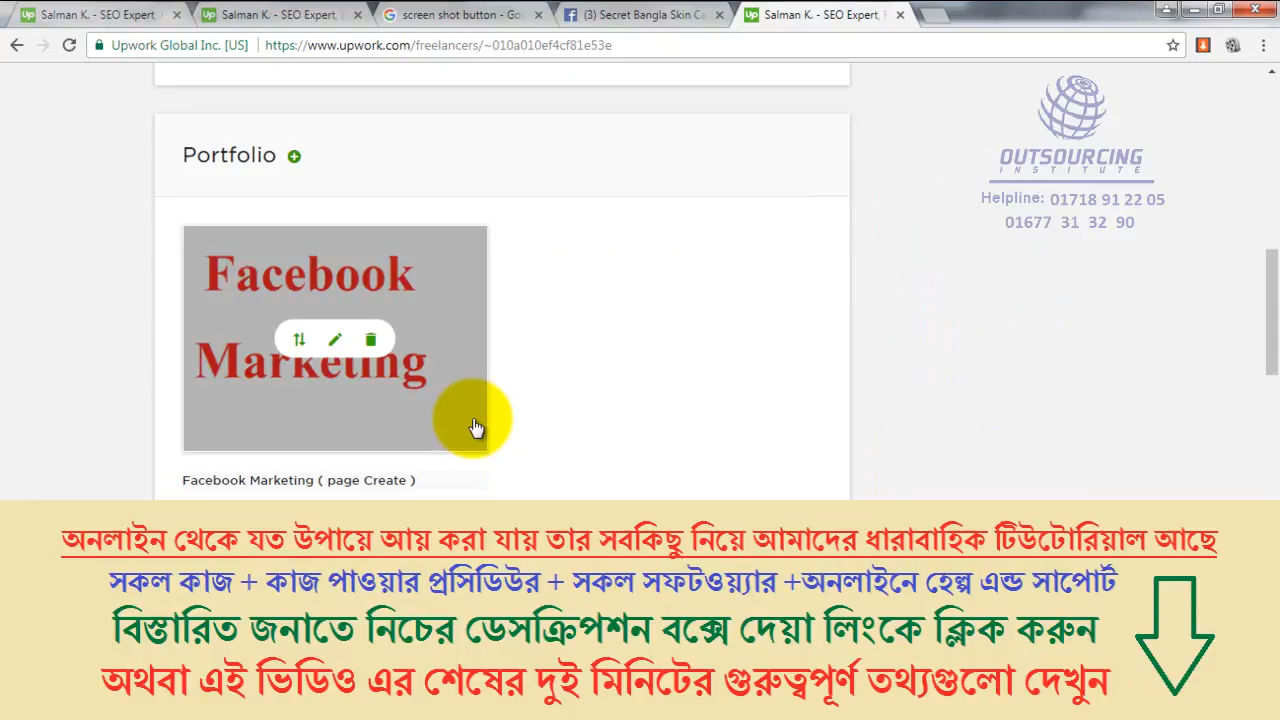 Salman K. - SEO Expert, I
Salman K. - SEO Expert, I
screen shot button - Go
(3) Secret Bangla Skin Ca
Salman K. - SEO Expert, I
Upwork Global Inc. [US]
https://www.upwork.com/freelancers/~010a010ef4cf81e53e
OUTSOURCING
INSTITUTE
Helpline: 01718 91 22 05
01677 31 32 90
Portfolio
Facebook
Marketing
Facebook Marketing ( page Create )
অনলাইন থেকে যত উপায়ে আয় করা যায় তার সবকিছু নিয়ে আমাদের ধারাবাহিক টিউটোরিয়াল আছে
সকল কাজ + কাজ পাওয়ার প্রসিডিউর + সকল সফটওয়্যার +অনলাইনে হেল্প এন্ড সাপোর্ট
বিস্তারিত জনাতে নিচের ডেসক্রিপশন বক্সে দেয়া লিংকে ক্লিক করুন
অথবা এই ভিডিও এর শেষের দুই মিনিটের গুরুত্বপূর্ণ তথ্যগুলো দেখুন